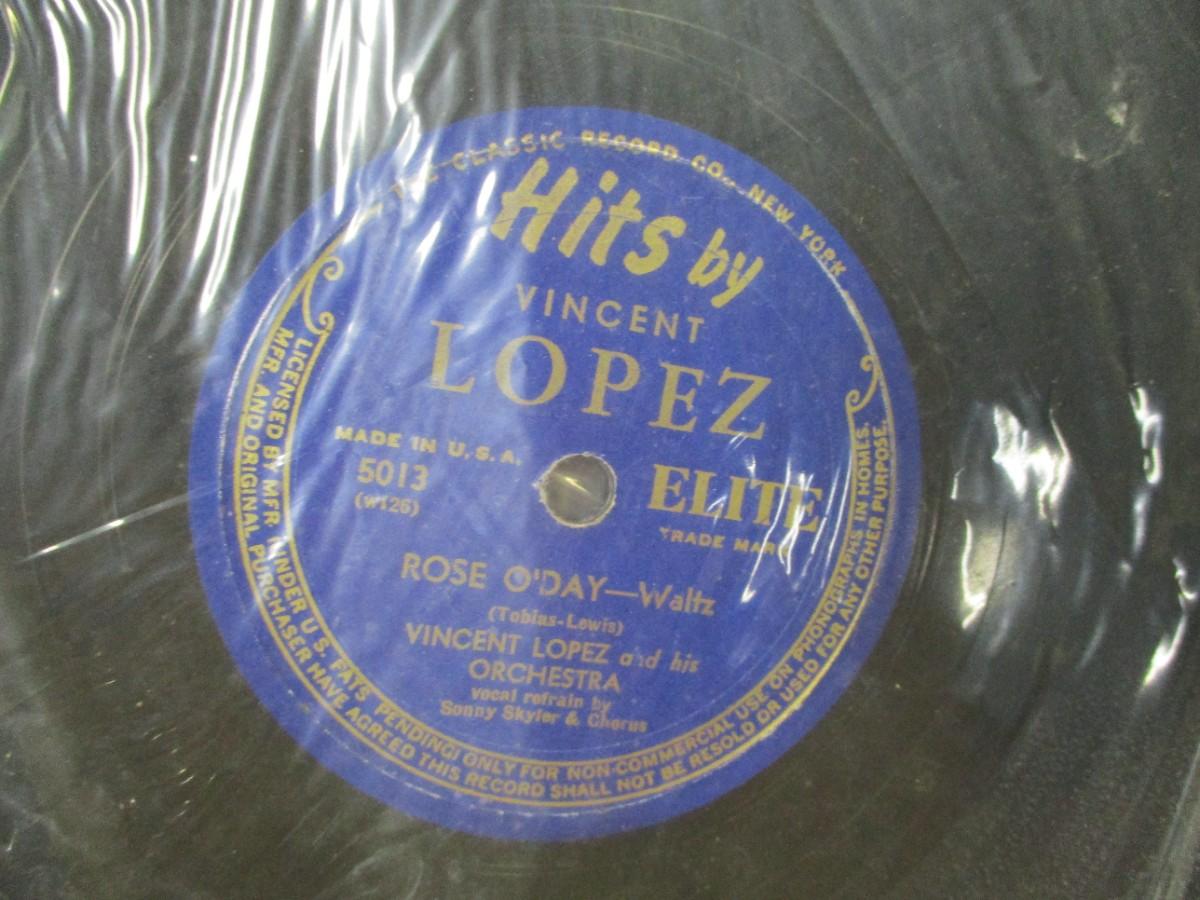 THE CLASSIC RECORD CO., NEW YORK
Hits by
VINCENT
LOPEZ
MADE IN U.S.A.
5013
(W126)
ELITE
TRADE MARK
ROSE O'DAY—Waltz
(Tobias-Lewis)
VINCENT LOPEZ and his
ORCHESTRA
vocal refrain by
Sonny Skyler & Chorus
LICENSED BY MFR. UNDER U.S. PATS PENDING) ONLY FOR NON-COMMERCIAL USE ON PHONOGRAPHS IN HOMES.
MFR. AND ORIGINAL PURCHASER HAVE AGREED THIS RECORD SHALL NOT BE RESOLD OR USED FOR ANY OTHER PURPOSE.